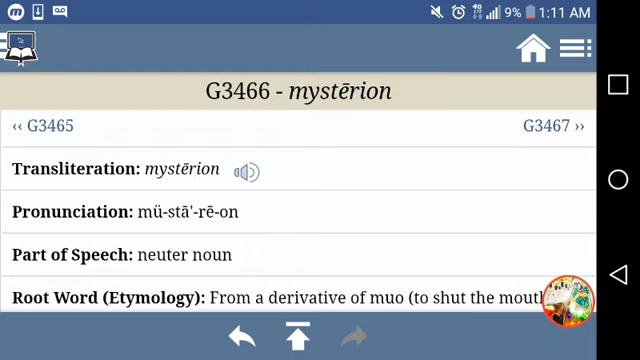 9% 1:11 AM
G3466 - mystērion
‹‹ G3465 G3467 ››
Transliteration: mystērion
Pronunciation: mü-stā'-rē-on
Part of Speech: neuter noun
Root Word (Etymology): From a derivative of muo (to shut the mouth